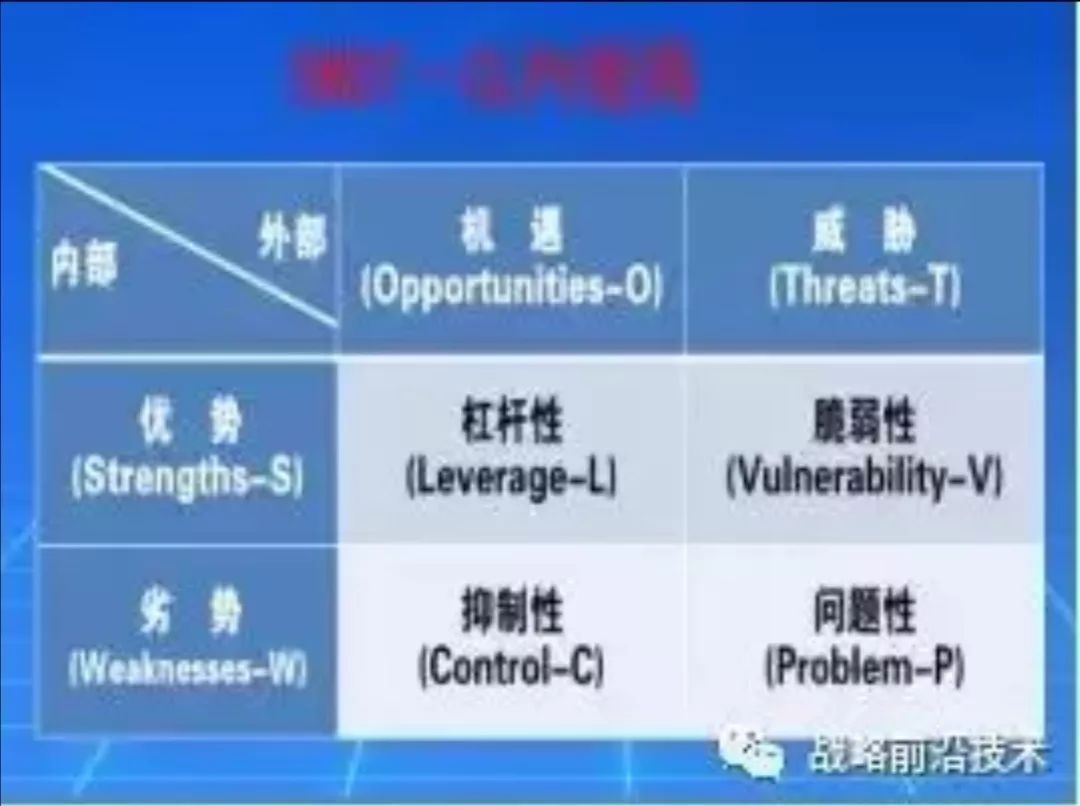 外部
内部
机 遇
(Opportunities-O)
威 胁
(Threats-T)
优 势
(Strengths-S)
杠杆性
(Leverage-L)
脆弱性
(Vulnerability-V)
劣 势
(Weaknesses-W)
抑制性
(Control-C)
问题性
(Problem-P)
战略前沿技术